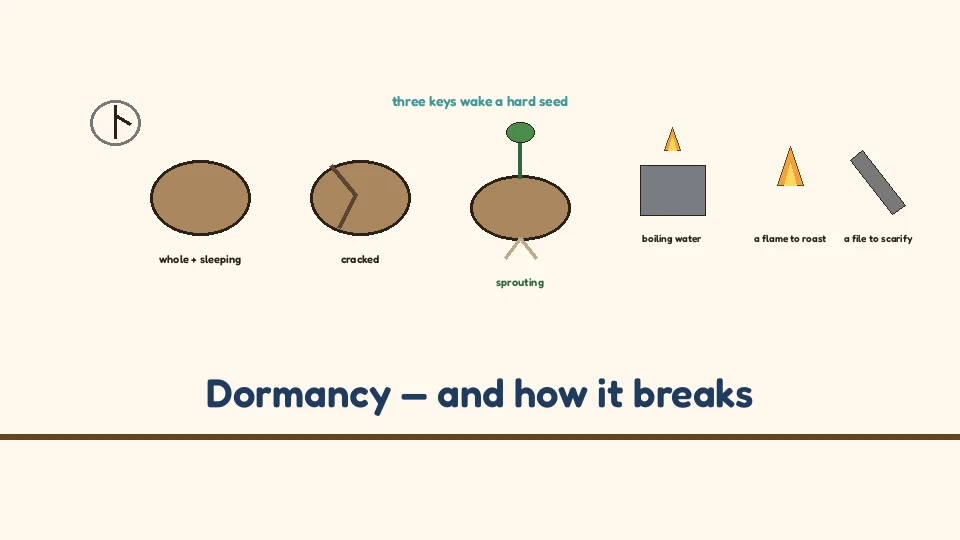 three keys wake a hard seed
whole + sleeping
cracked
sprouting
boiling water
a flame to roast
a file to scarify
Dormancy — and how it breaks